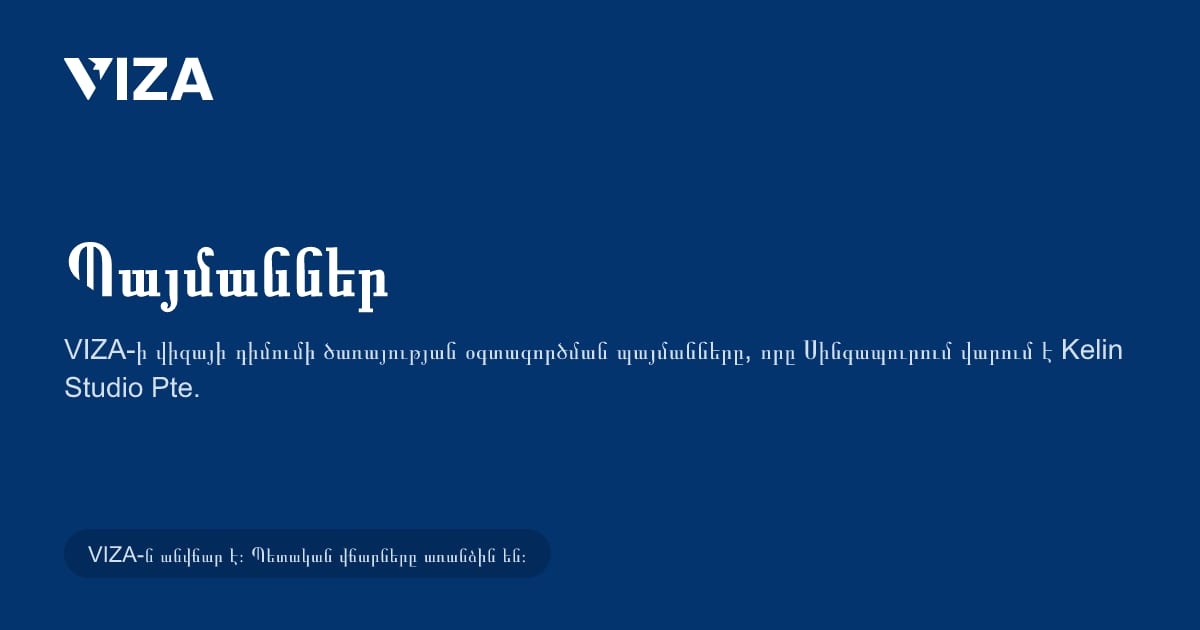 VIZA
Պայմաններ
VIZA-ի վիզայի դիմումի ծառայության օգտագործման պայմանները, որը Սինգապուրում վարում է Kelin
Studio Pte.
VIZA-ն անվճար է։ Պետական վճարները առանձին են։